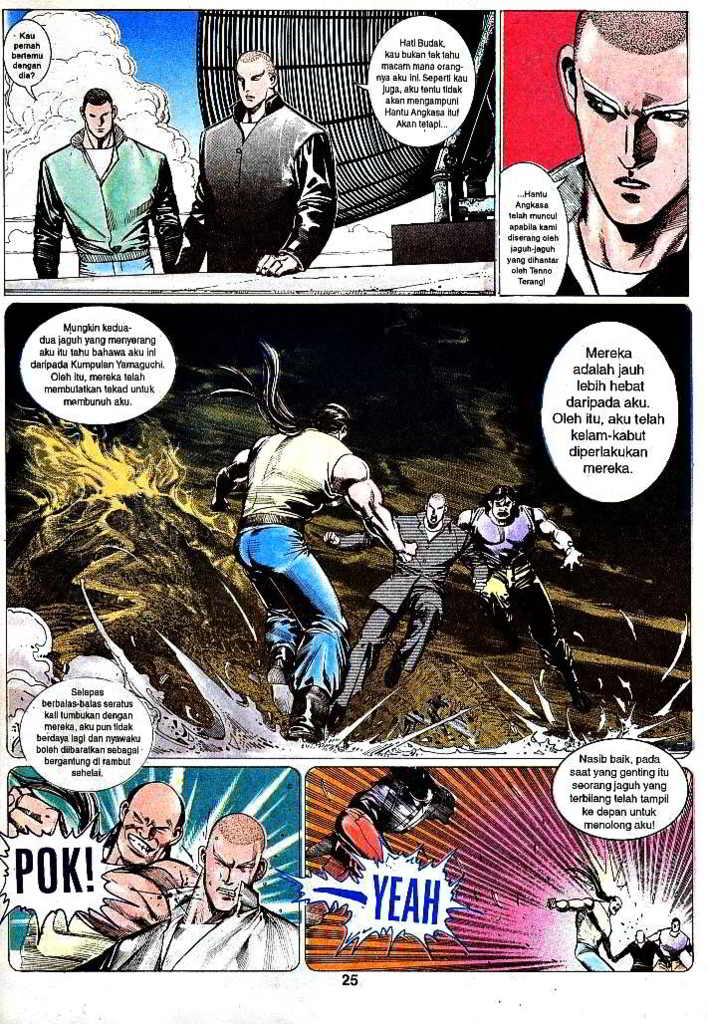 Kau
pernah
bertemu
dengan
dia?
Hati Budak,
kau bukan tak tahu
macam mana orang-
nya aku ini. Seperti kau
juga, aku tentu tidak
akan mengampuni
Hantu Angkasa itu!
Akan tetapi...
...Hantu
Angkasa
telah muncul
apabila kami
diserang oleh
jaguh-jaguh
yang dihantar
oleh Tenno
Terang!
Mungkin kedua-
dua jaguh yang menyerang
aku itu tahu bahawa aku ini
daripada Kumpulan Yamaguchi.
Oleh itu, mereka telah
membulatkan tekad untuk
membunuh aku.
Mereka
adalah jauh
lebih hebat
daripada aku.
Oleh itu, aku telah
kelam-kabut
diperlakukan
mereka.
Selepas
berbalas-balas seratus
kali tumbukan dengan
mereka, aku pun tidak
berdaya lagi dan nyawaku
boleh diibaratkan sebagai
bergantung di rambut
sehelai.
Nasib baik, pada
saat yang genting itu
seorang jaguh yang
terbilang telah tampil
ke depan untuk
menolong aku!
POK!
YEAH
25